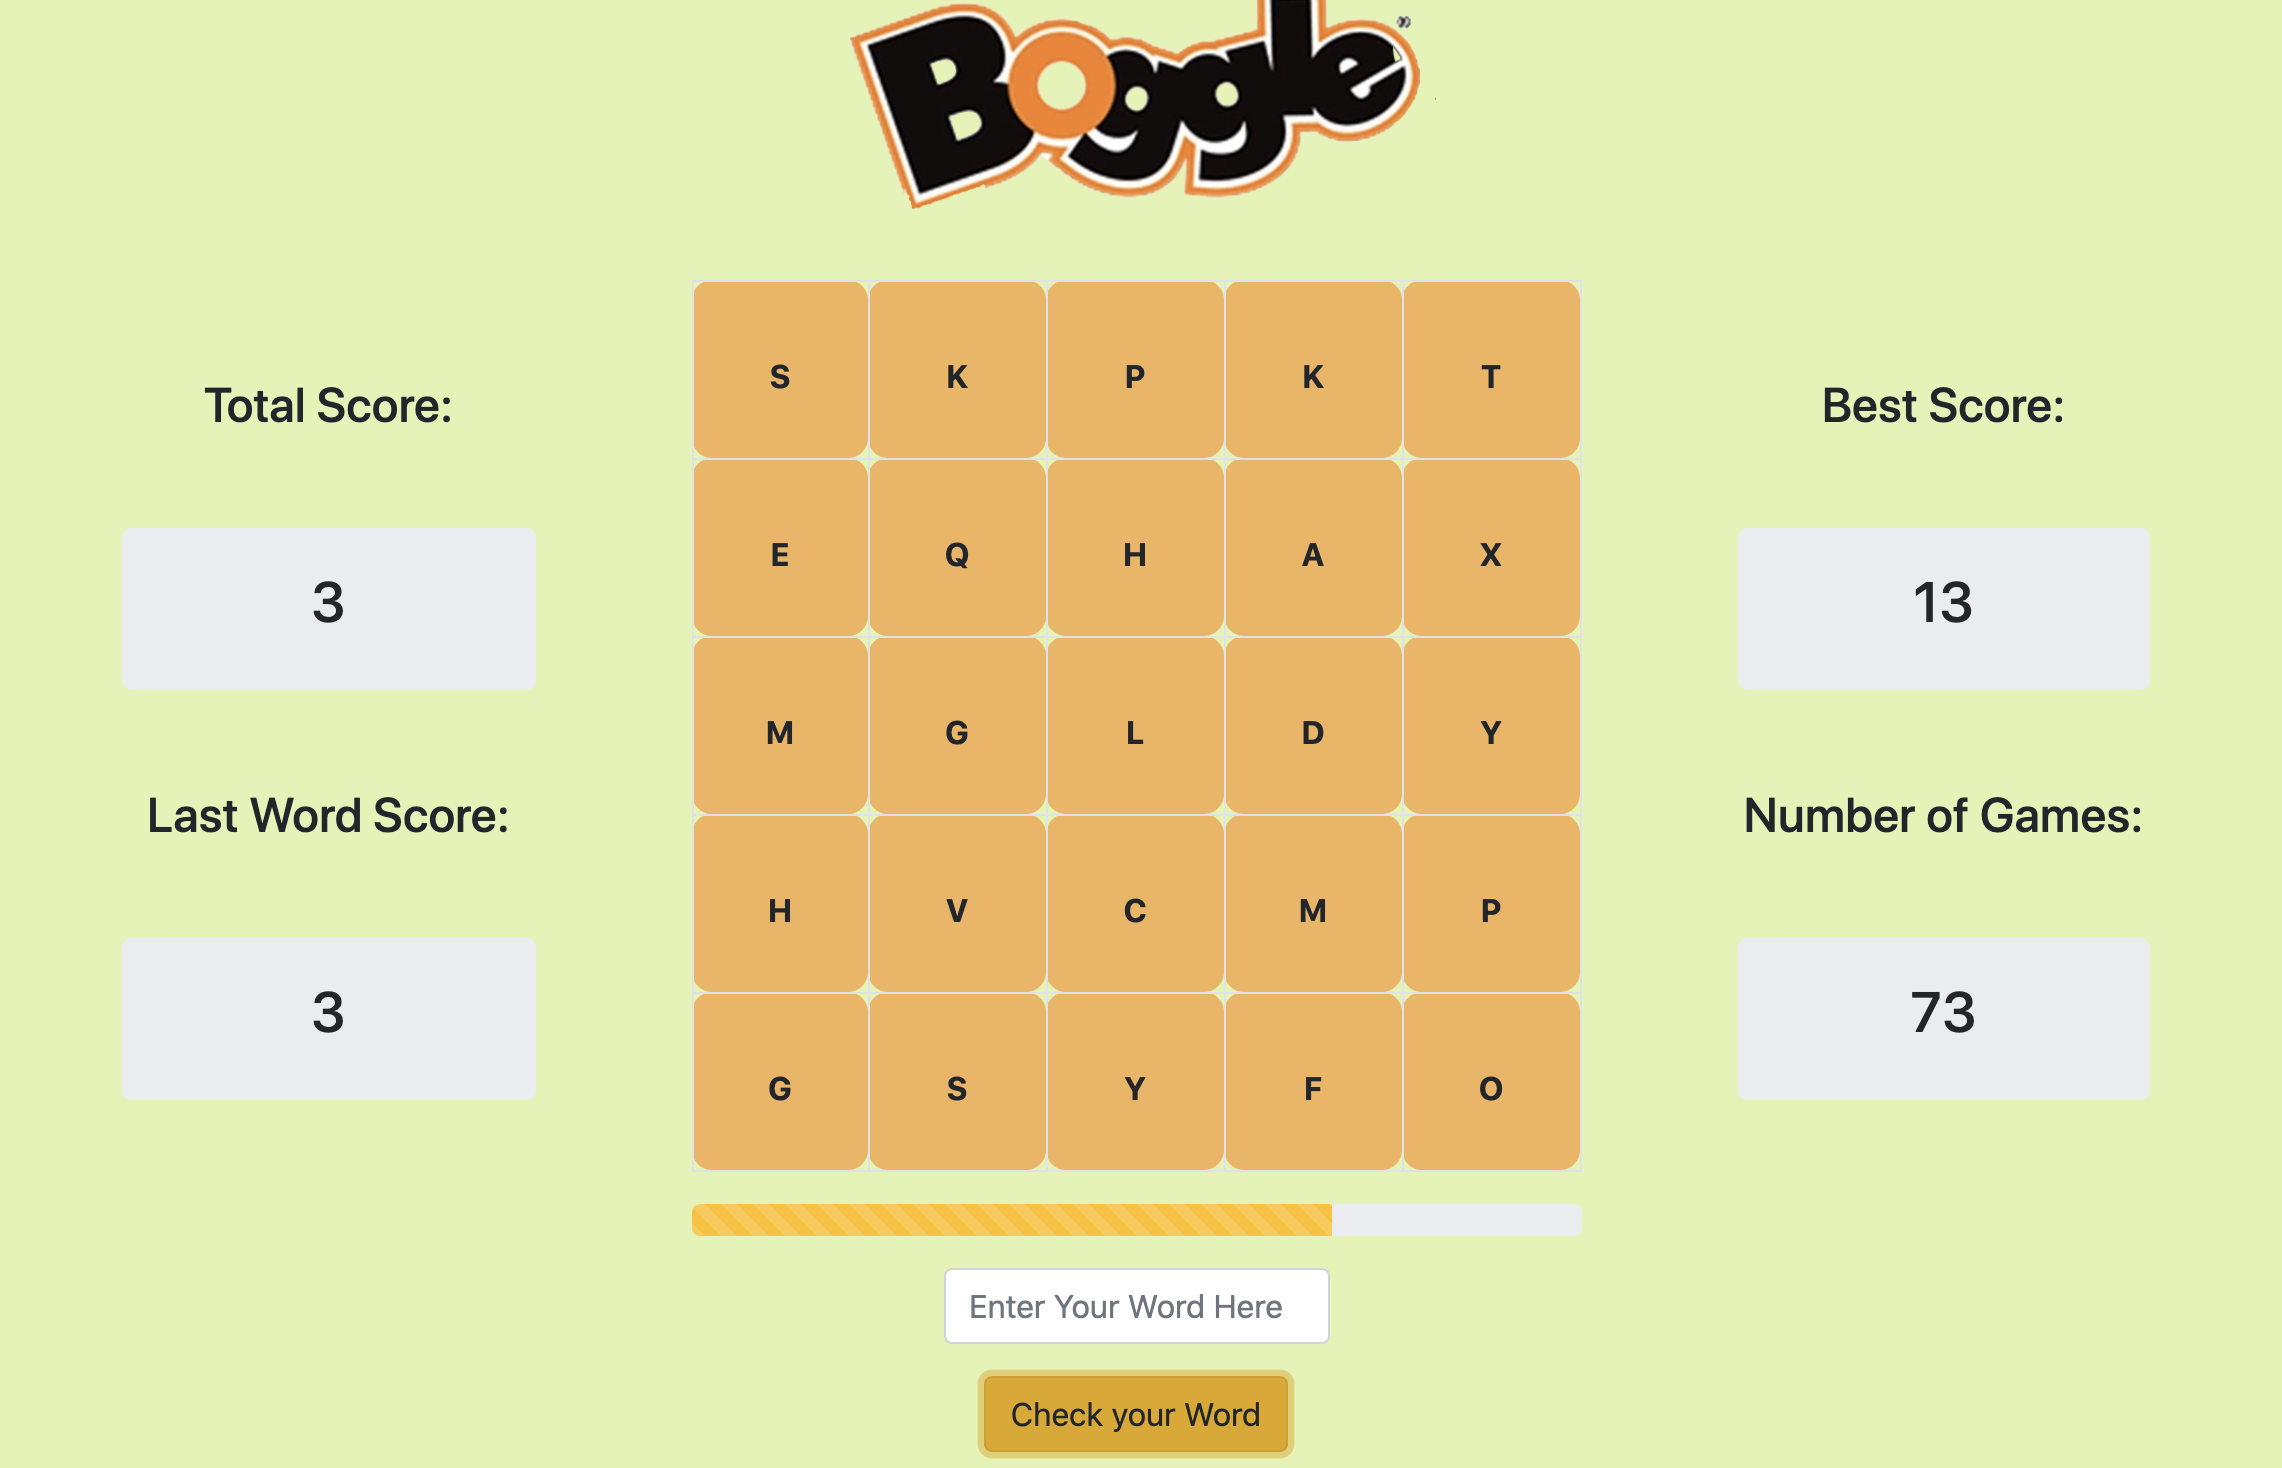 Boggle®
Total Score:
3
Last Word Score:
3
S K P K T
E Q H A X
M G L D Y
H V C M P
G S Y F O
Enter Your Word Here
Check your Word
Best Score:
13
Number of Games:
73